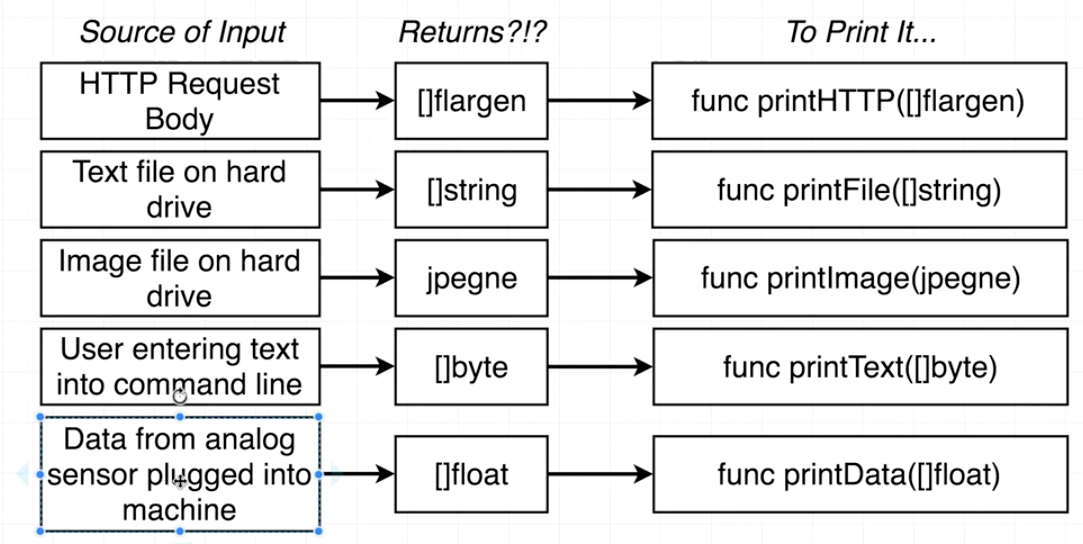 Source of Input
Returns?!?
To Print It...
HTTP Request
Body
[]flargen
func printHTTP([]flargen)
Text file on hard
drive
[]string
func printFile([]string)
Image file on hard
drive
jpegne
func printImage(jpegne)
User entering text
into command line
[]byte
func printText([]byte)
Data from analog
sensor plugged into
machine
[]float
func printData([]float)